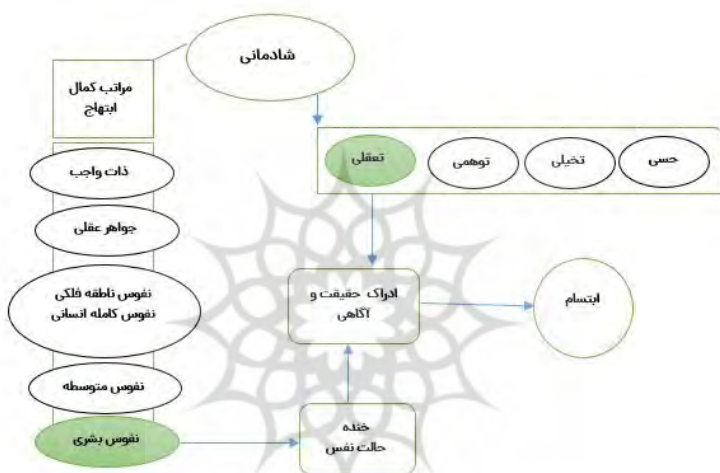 شادمانی
مراتب کمال
ابتهاج
حسی
تخیلی
توهمی
تعقلی
ذات واجب
جواهر عقلی
نفوس ناطقه فلکی
نفوس کامله انسانی
ادراک حقیقت و
آگاهی
ابتسام
نفوس متوسطه
نفوس بشری
خنده
حالت نفس